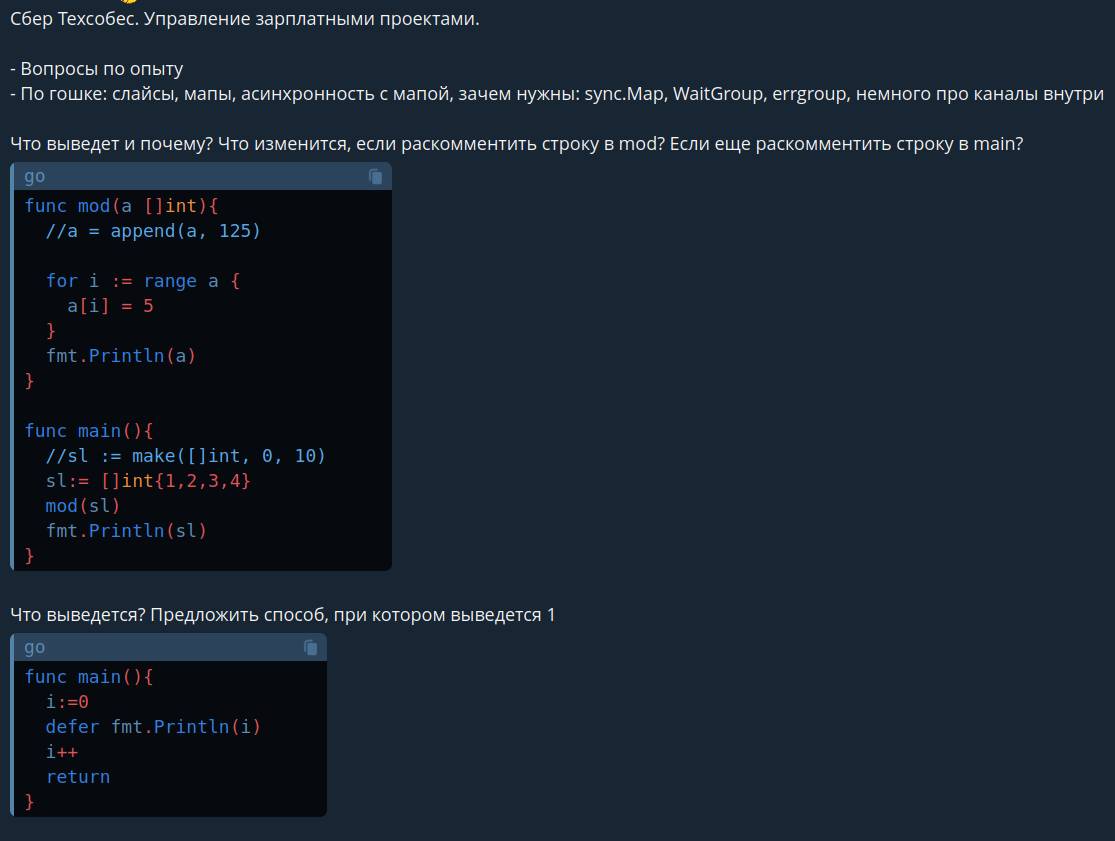 Сбер Техсобес. Управление зарплатными проектами.
- Вопросы по опыту
- По гошке: слайсы, мапы, асинхронность с мапой, зачем нужны: sync.Map, WaitGroup, errgroup, немного про каналы внутри
Что выведет и почему? Что изменится, если раскомментить строку в mod? Если еще раскомментить строку в main?
go
func mod(a []int){
  //a = append(a, 125)
  for i := range a {
    a[i] = 5
  }
  fmt.Println(a)
}
func main(){
  //sl := make([]int, 0, 10)
  sl:= []int{1,2,3,4}
  mod(sl)
  fmt.Println(sl)
}
Что выведется? Предложить способ, при котором выведется 1
go
func main(){
  i:=0
  defer fmt.Println(i)
  i++
  return
}